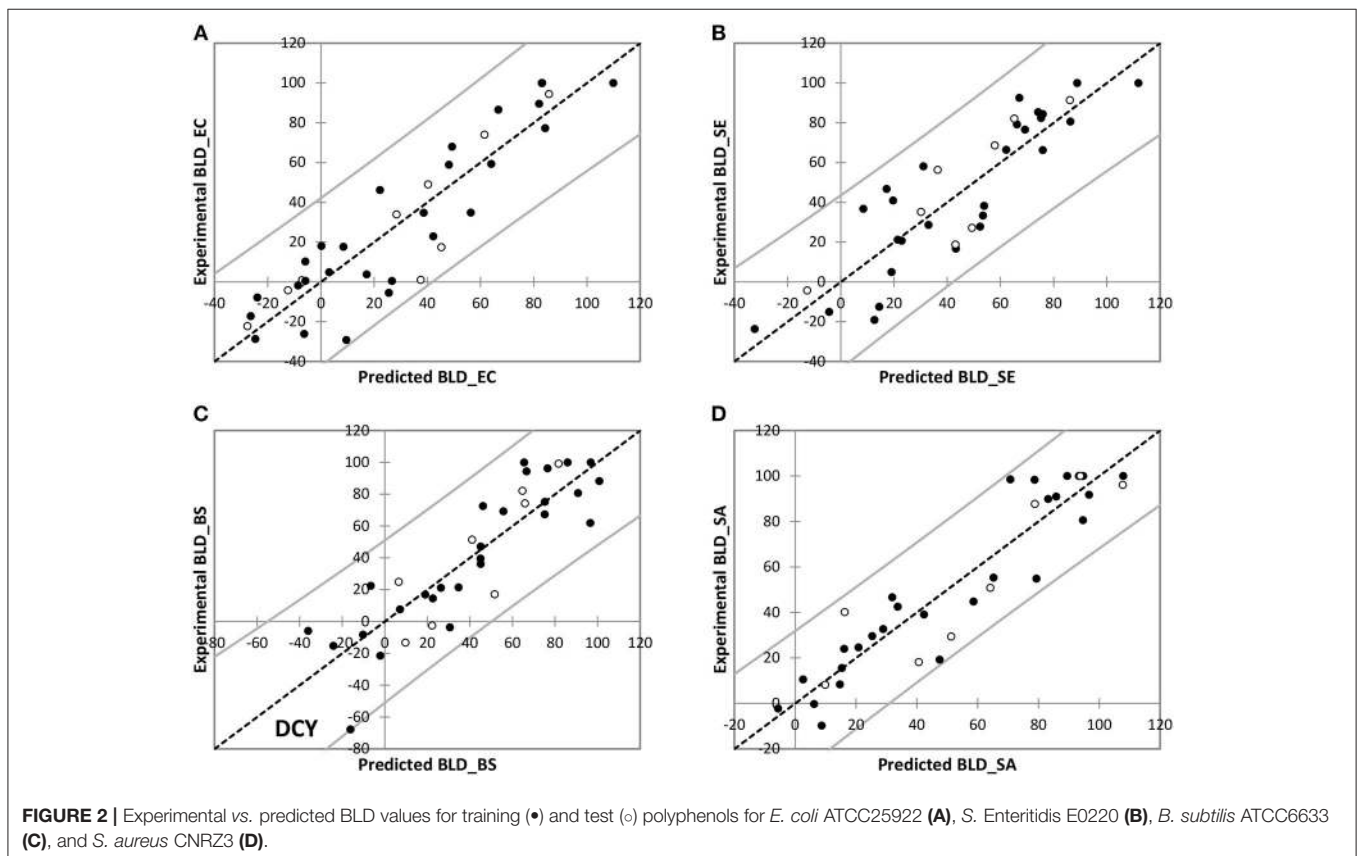 A
120
100
80
60
40
20
0
-20
-40
-40 -20 0 20 40 60 80 100 120
Experimental BLD_EC
Predicted BLD_EC
B
120
100
80
60
40
20
0
-20
-40
-40 -20 0 20 40 60 80 100 120
Experimental BLD_SE
Predicted BLD_SE
C
120
100
80
60
40
20
0
-20
-40
-60
-80
-80 -60 -40 -20 0 20 40 60 80 100 120
Experimental BLD_BS
DCY
Predicted BLD_BS
D
120
100
80
60
40
20
0
-20
-20 0 20 40 60 80 100 120
Experimental BLD_SA
Predicted BLD_SA
FIGURE 2 | Experimental vs. predicted BLD values for training (●) and test (○) polyphenols for E. coli ATCC25922 (A), S. Enteritidis E0220 (B), B. subtilis ATCC6633
(C), and S. aureus CNRZ3 (D).